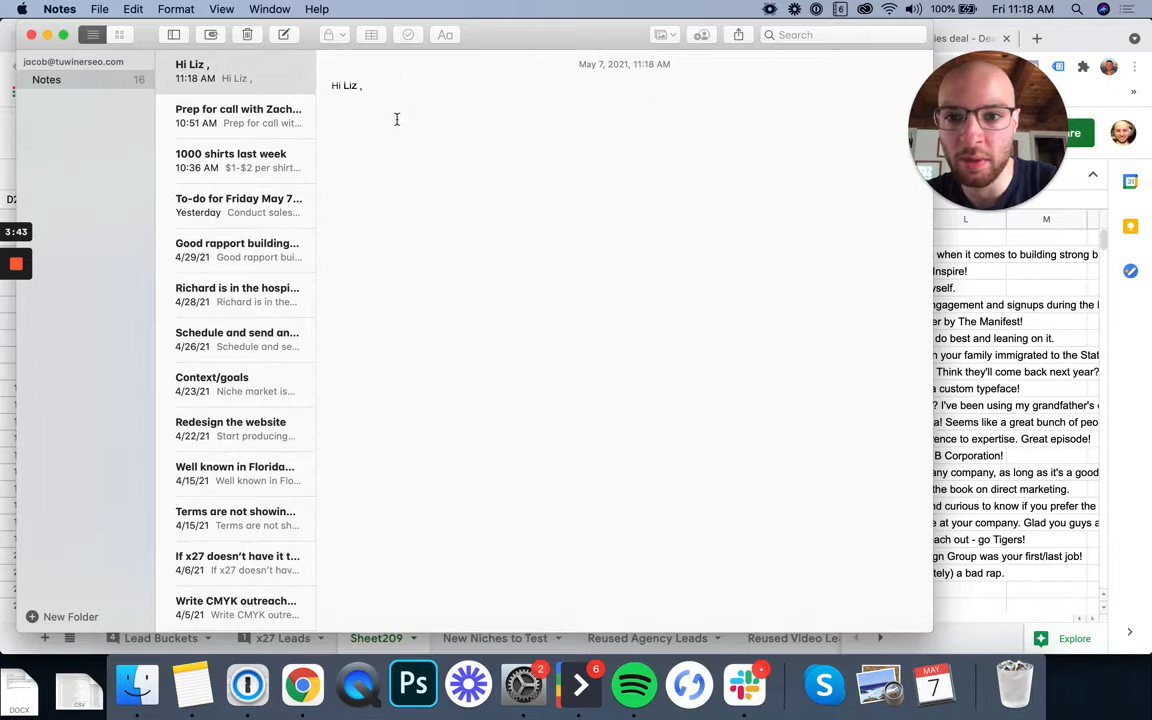 Notes File Edit Format View Window Help
6 100% Fri 11:18 AM
Aa
Search
ies deal - Dea
jacob@tuwinerseo.com
Notes 16
Hi Liz ,
11:18 AM Hi Liz ,
Prep for call with Zach...
10:51 AM Prep for call wit...
1000 shirts last week
10:36 AM $1-$2 per shirt...
To-do for Friday May 7...
Yesterday Conduct sales...
Good rapport building...
4/29/21 Good rapport bui...
Richard is in the hospi...
4/28/21 Richard is in the...
Schedule and send an...
4/26/21 Schedule and se...
Context/goals
4/23/21 Niche market is...
Redesign the website
4/22/21 Start producing...
Well known in Florida...
4/15/21 Well known in Flo...
Terms are not showin...
4/15/21 Terms are not sh...
If x27 doesn't have it t...
4/6/21 If x27 doesn't hav...
Write CMYK outreach...
4/5/21 Write CMYK outre...
New Folder
May 7, 2021, 11:18 AM
Hi Liz ,
3:43
D2
are
31
L M
when it comes to building strong b
Inspire!
yself.
ngagement and signups during the
er by The Manifest!
do best and leaning on it.
n your family immigrated to the Stat
Think they'll come back next year?
a custom typeface!
? I've been using my grandfather's
a! Seems like a great bunch of peo
rence to expertise. Great episode!
B Corporation!
any company, as long as it's a good
the book on direct marketing.
nd curious to know if you prefer the
e at your company. Glad you guys a
ach out - go Tigers!
gn Group was your first/last job!
tely) a bad rap.
Lead Buckets x27 Leads Sheet209 New Niches to Test Reused Agency Leads Reused Video Le
Explore
DOCX
CSV
Ps
2
6
MAY
7